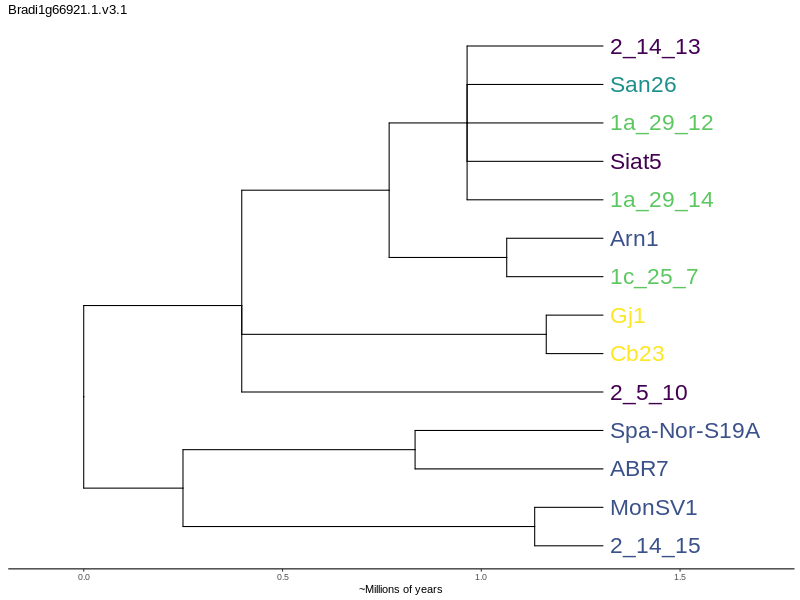 Bradi1g66921.1.v3.1
2_14_13
San26
1a_29_12
Siat5
1a_29_14
Arn1
1c_25_7
Gj1
Cb23
2_5_10
Spa-Nor-S19A
ABR7
MonSV1
2_14_15
0.0 0.5 1.0 1.5
~Millions of years